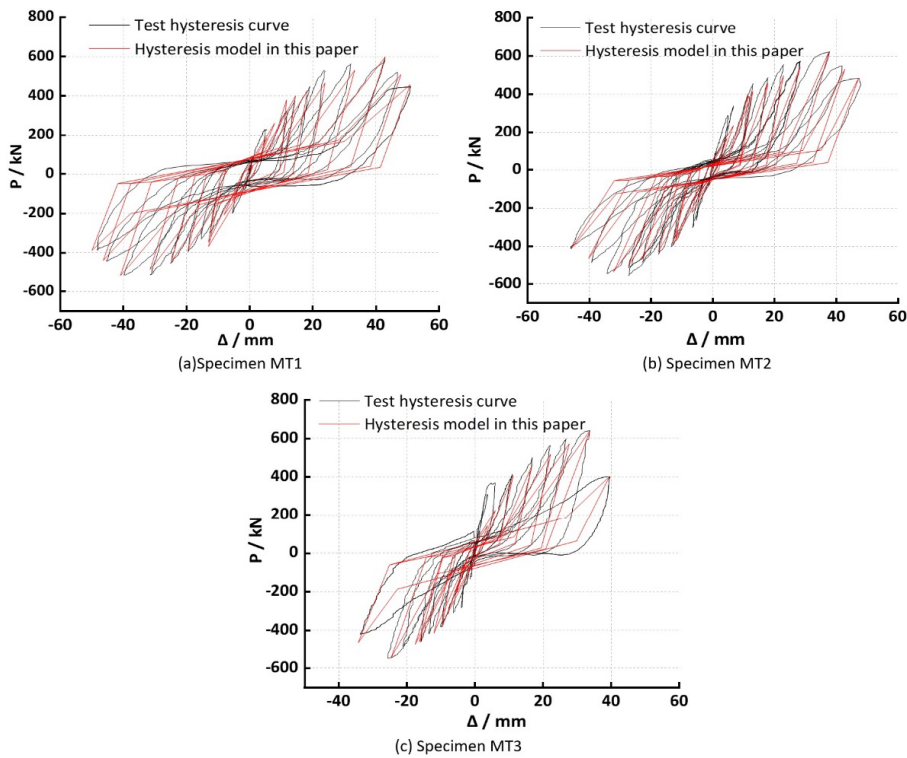 Test hysteresis curve
Hysteresis model in this paper
800
600
400
200
0
-200
-400
-600
P / kN
-60 -40 -20 0 20 40 60
Δ / mm
(a)Specimen MT1
Test hysteresis curve
Hysteresis model in this paper
800
600
400
200
0
-200
-400
-600
P / kN
-60 -40 -20 0 20 40 60
Δ / mm
(b) Specimen MT2
Test hysteresis curve
Hysteresis model in this paper
800
600
400
200
0
-200
-400
-600
P / kN
-40 -20 0 20 40 60
Δ / mm
(c) Specimen MT3